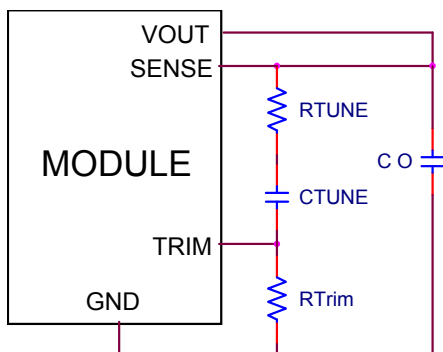 VOUT
SENSE
RTUNE
MODULE
C O
CTUNE
TRIM
GND
RTrim